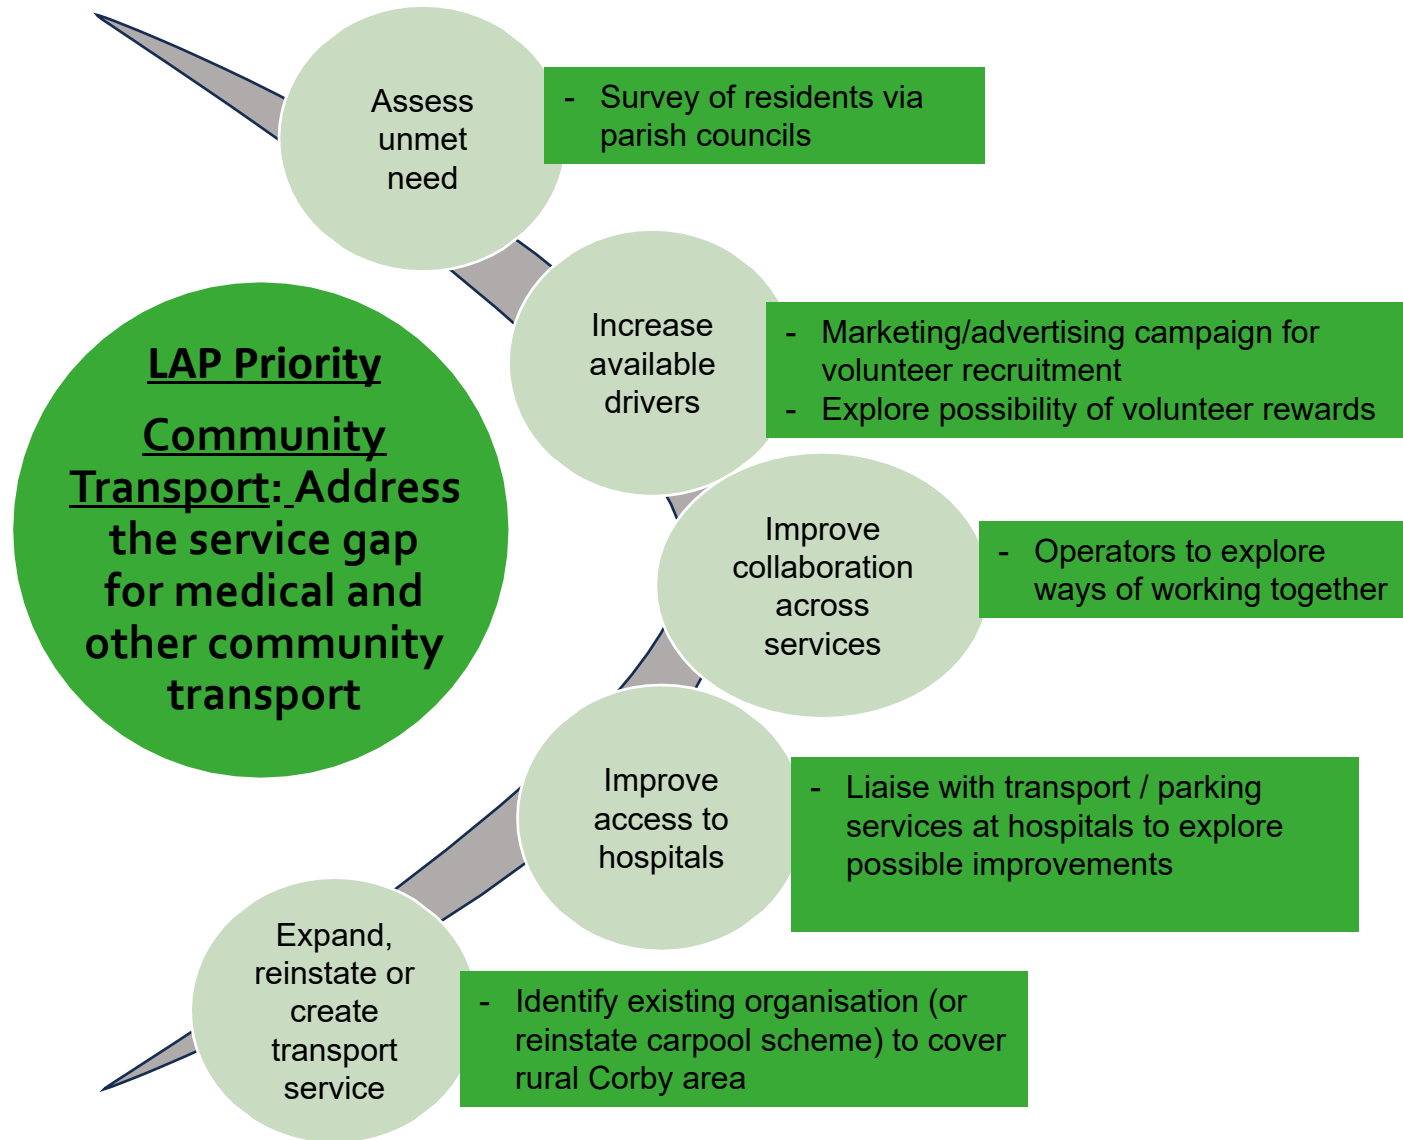 Assess
unmet
need
- Survey of residents via
parish councils
Increase
available
drivers
- Marketing/advertising campaign for
volunteer recruitment
- Explore possibility of volunteer rewards
LAP Priority
Community
Transport: Address
the service gap
for medical and
other community
transport
Improve
collaboration
across
services
- Operators to explore
ways of working together
Improve
access to
hospitals
- Liaise with transport / parking
services at hospitals to explore
possible improvements
Expand,
reinstate or
create
transport
service
- Identify existing organisation (or
reinstate carpool scheme) to cover
rural Corby area